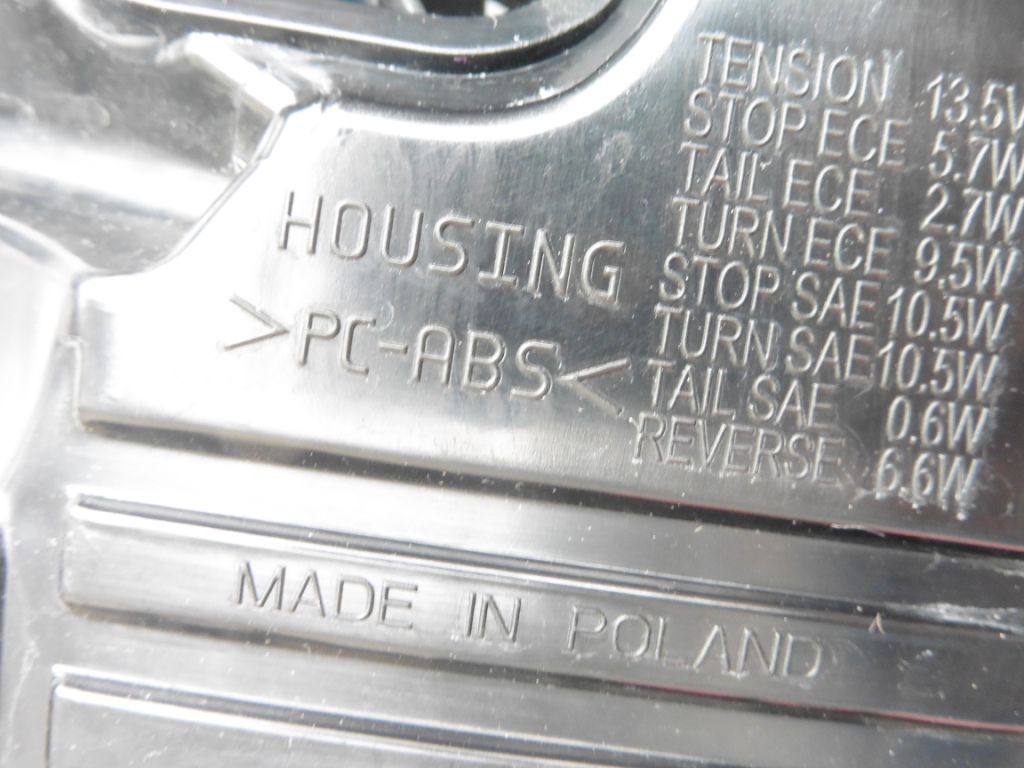 TENSION 13.5V
STOP ECE 5.7W
TAIL ECE 2.7W
TURN ECE 9.5W
STOP SAE 10.5W
TURN SAE 10.5W
TAIL SAE 0.6W
REVERSE 6.6W
HOUSING
>PC-ABS<
MADE IN POLAND